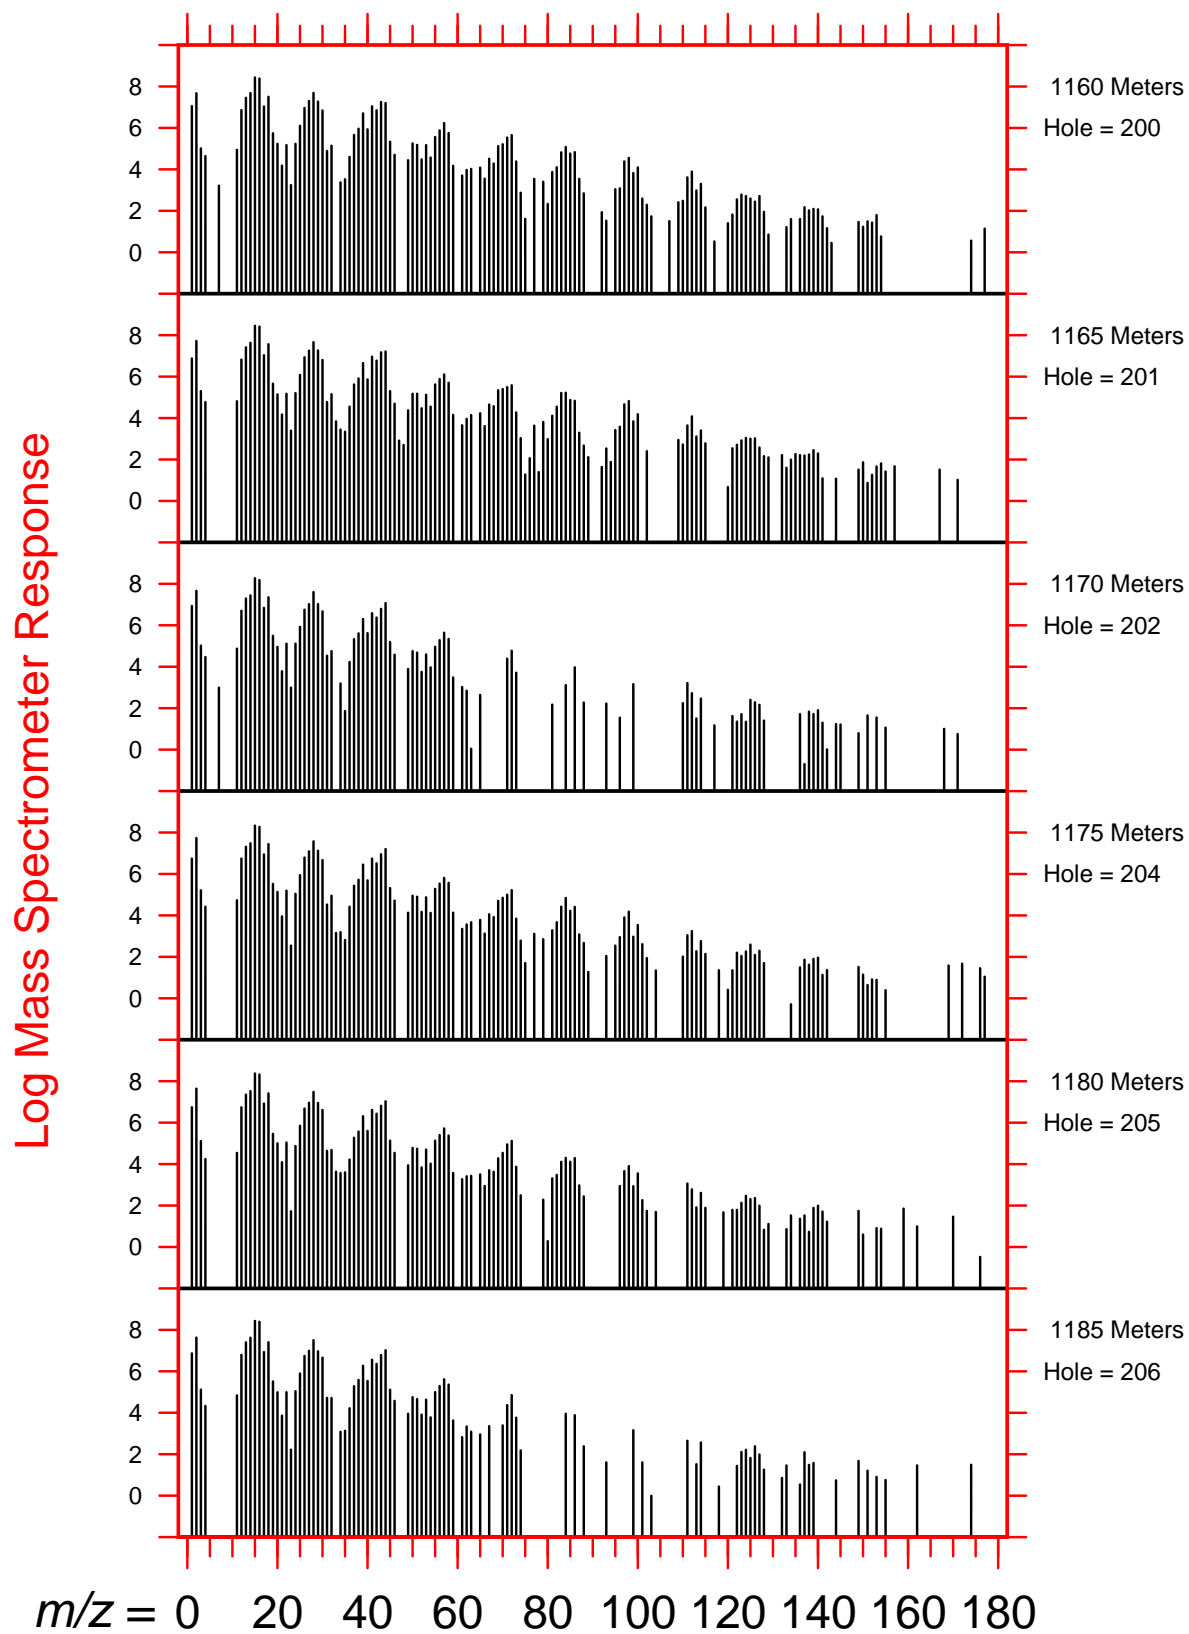 8
6
4
2
0
1160 Meters
Hole = 200
8
6
4
2
0
1165 Meters
Hole = 201
8
6
4
2
0
1170 Meters
Hole = 202
8
6
4
2
0
1175 Meters
Hole = 204
8
6
4
2
0
1180 Meters
Hole = 205
8
6
4
2
0
1185 Meters
Hole = 206
Log Mass Spectrometer Response
m/z = 0 20 40 60 80 100 120 140 160 180